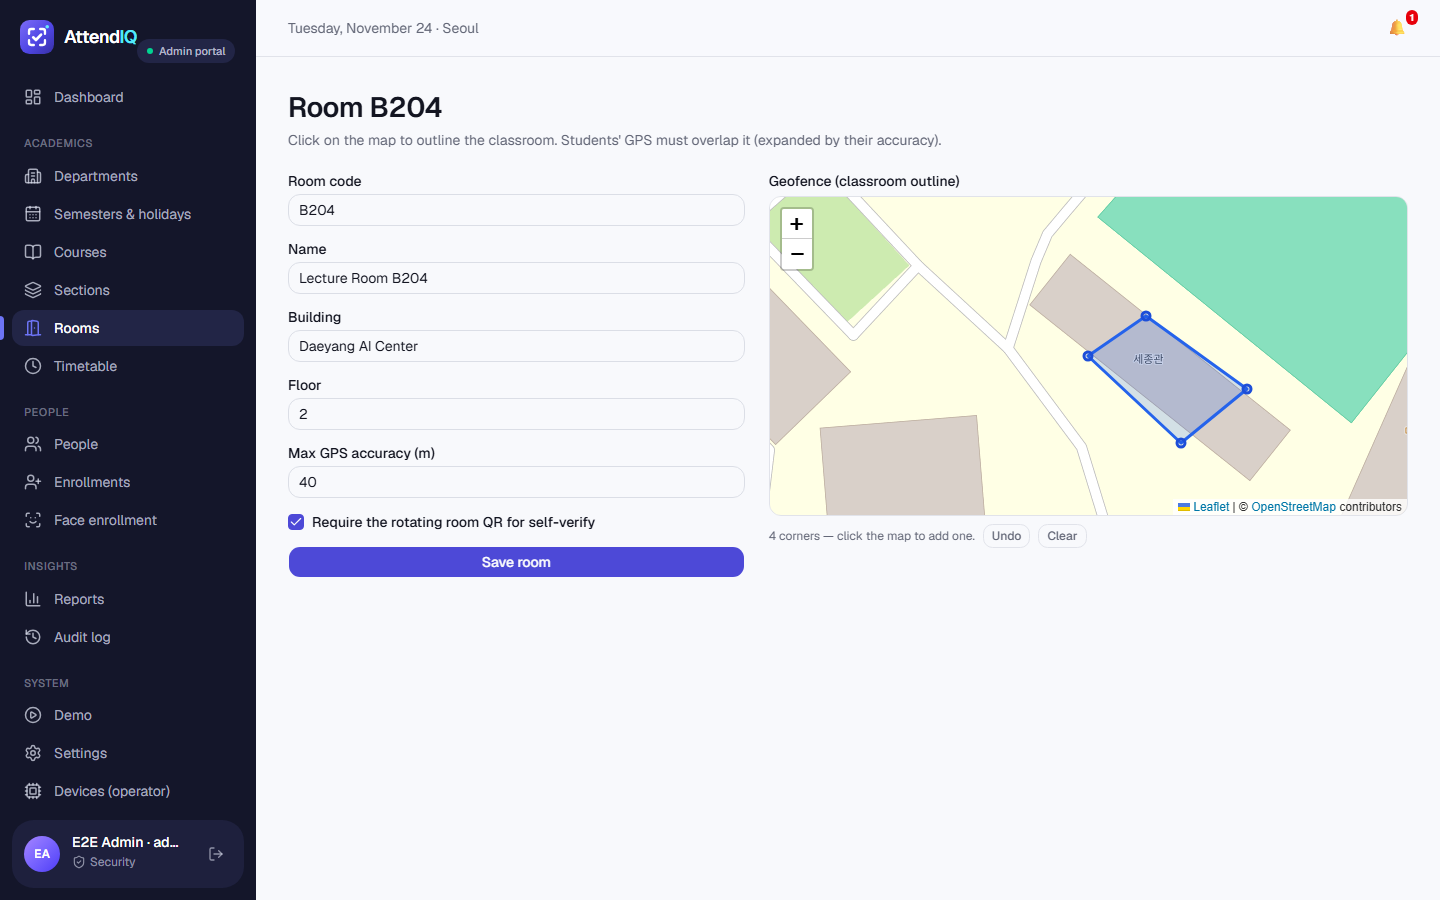 AttendIQ
Admin portal
Dashboard
ACADEMICS
Departments
Semesters & holidays
Courses
Sections
Rooms
Timetable
PEOPLE
People
Enrollments
Face enrollment
INSIGHTS
Reports
Audit log
SYSTEM
Demo
Settings
Devices (operator)
EA
E2E Admin · ad...
Security
Tuesday, November 24 · Seoul
1
Room B204
Click on the map to outline the classroom. Students' GPS must overlap it (expanded by their accuracy).
Room code
B204
Name
Lecture Room B204
Building
Daeyang AI Center
Floor
2
Max GPS accuracy (m)
40
Require the rotating room QR for self-verify
Save room
Geofence (classroom outline)
+
−
세종관
Leaflet | © OpenStreetMap contributors
4 corners — click the map to add one.
Undo
Clear